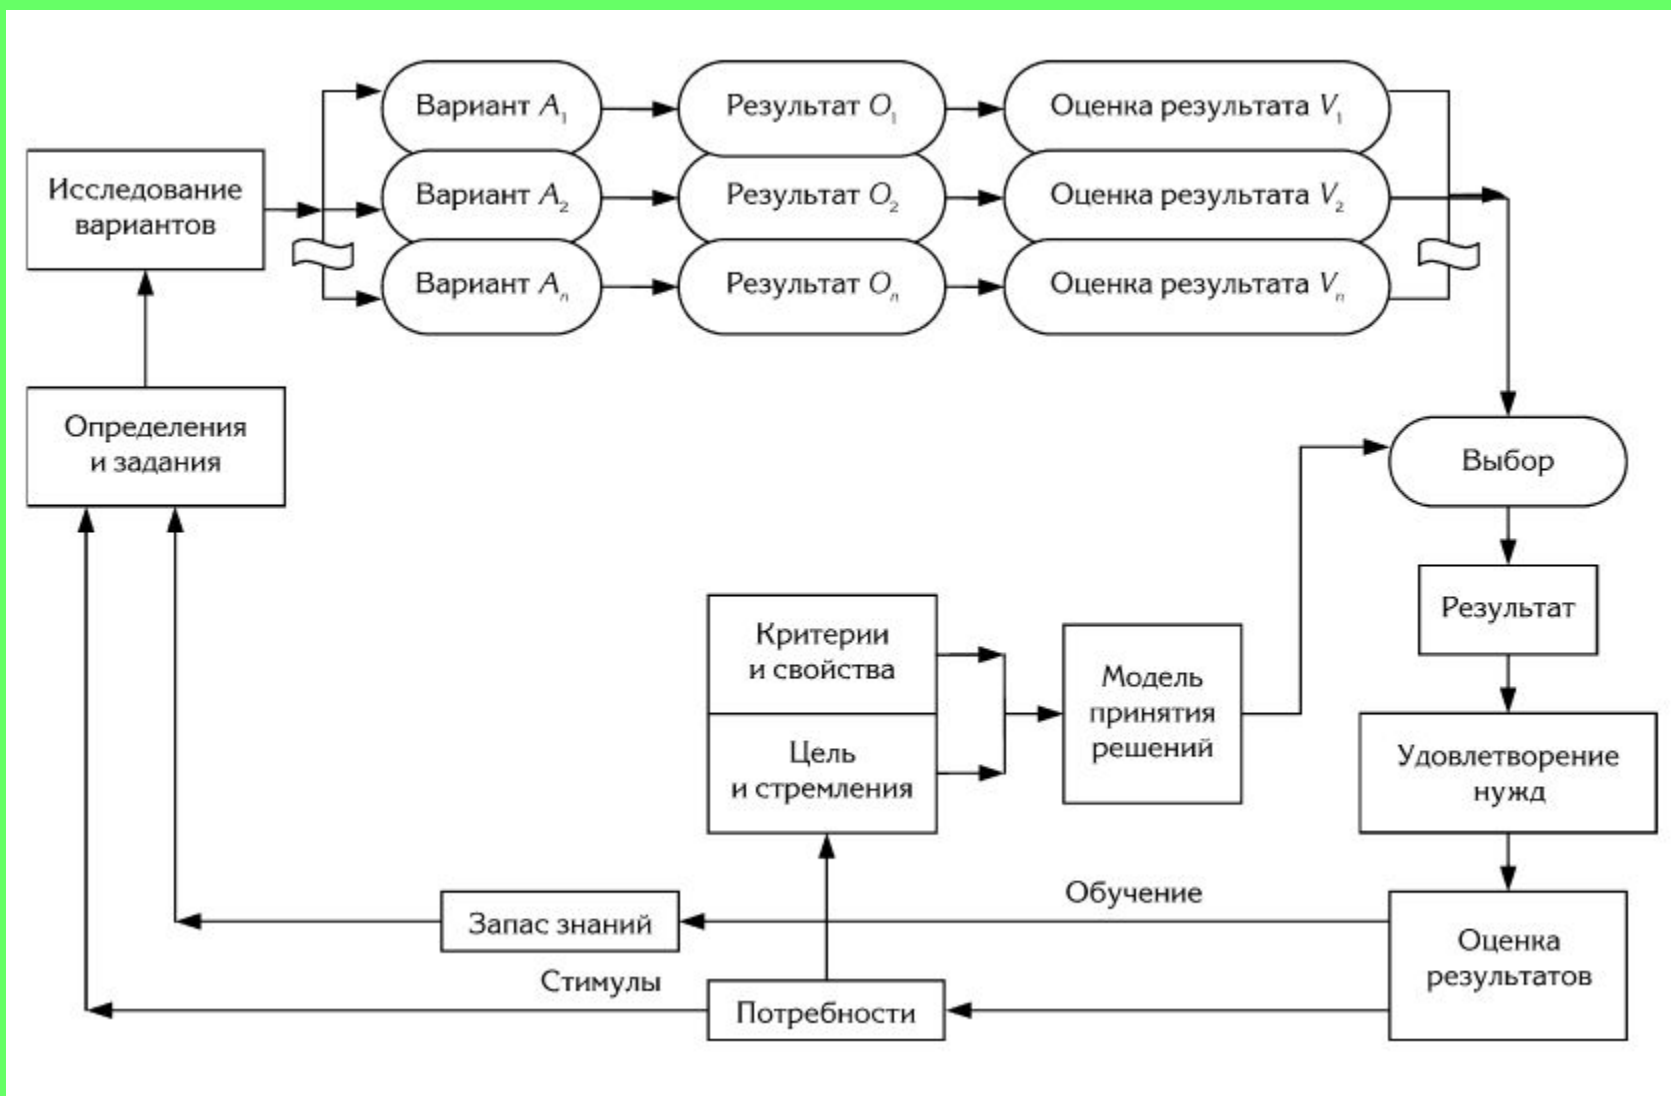 Вариант A₁
Результат O₁
Оценка результата V₁
Исследование
вариантов
Вариант A₂
Результат O₂
Оценка результата V₂
Вариант Aₙ
Результат Oₙ
Оценка результата Vₙ
Определения
и задания
Выбор
Результат
Критерии
и свойства
Модель
принятия
решений
Цель
и стремления
Удовлетворение
нужд
Обучение
Запас знаний
Оценка
результатов
Стимулы
Потребности